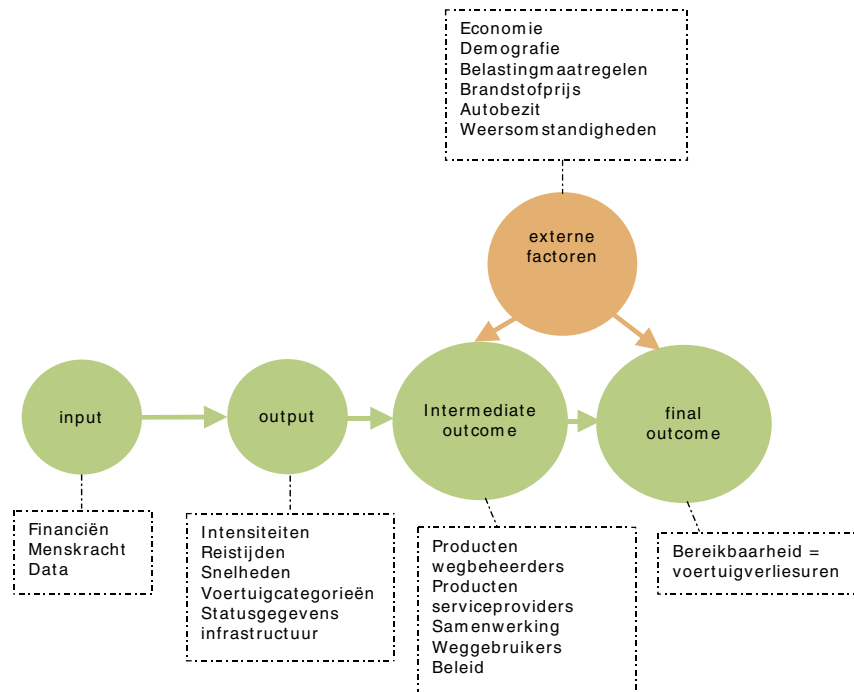 Economie
Demografie
Belastingmaatregelen
Brandstofprijs
Autobezit
Weersomstandigheden
externe
factoren
input
output
Intermediate
outcome
final
outcome
Financiën
Menskracht
Data
Intensiteiten
Reistijden
Snelheden
Voertuigcategorieën
Statusgegevens
infrastructuur
Producten
wegbeheerders
Producten
serviceproviders
Samenwerking
Weggebruikers
Beleid
Bereikbaarheid =
voertuigverliesuren